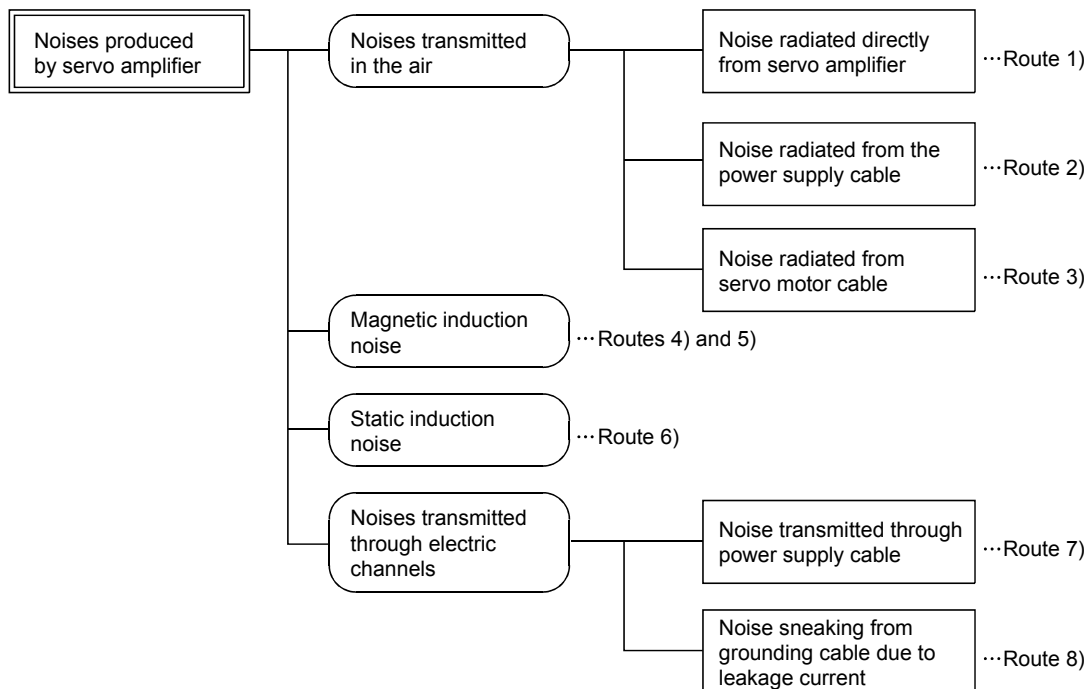 Noises produced
by servo amplifier
Noises transmitted
in the air
Noise radiated directly
from servo amplifier
···Route 1)
Noise radiated from the
power supply cable
···Route 2)
Noise radiated from
servo motor cable
···Route 3)
Magnetic induction
noise
···Routes 4) and 5)
Static induction
noise
···Route 6)
Noises transmitted
through electric
channels
Noise transmitted through
power supply cable
···Route 7)
Noise sneaking from
grounding cable due to
leakage current
···Route 8)